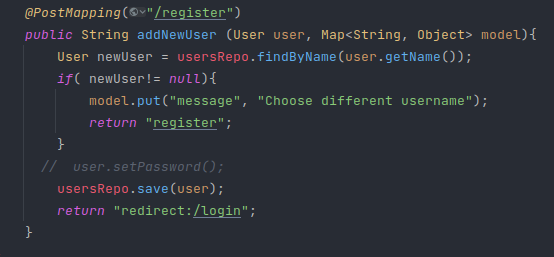 @PostMapping("/register")
public String addNewUser (User user, Map<String, Object> model){
User newUser = usersRepo.findByName(user.getName());
if( newUser!= null){
model.put("message", "Choose different username");
return "register";
}
//  user.setPassword();
usersRepo.save(user);
return "redirect:/login";
}